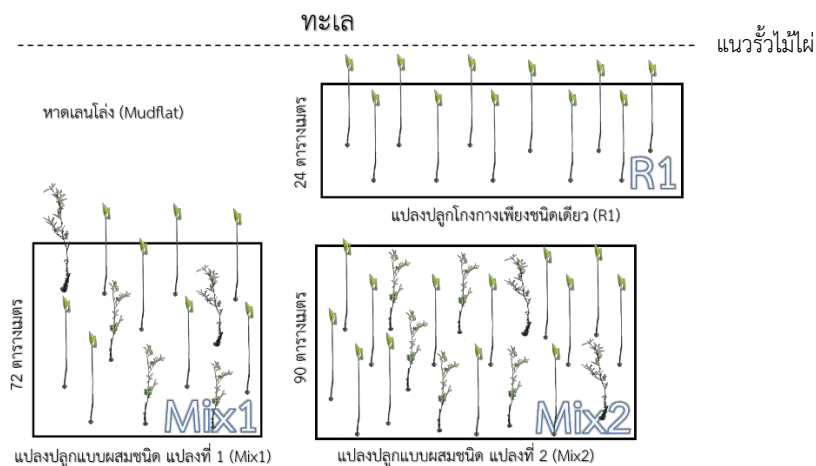 ทะเล
แนวรั้วไม้ไผ่
หาดเลนโล่ง (Mudflat)
24 ตารางเมตร
R1
แปลงปลูกโกงกางเพียงชนิดเดียว (R1)
72 ตารางเมตร
Mix1
แปลงปลูกแบบผสมชนิด แปลงที่ 1 (Mix1)
90 ตารางเมตร
Mix2
แปลงปลูกแบบผสมชนิด แปลงที่ 2 (Mix2)